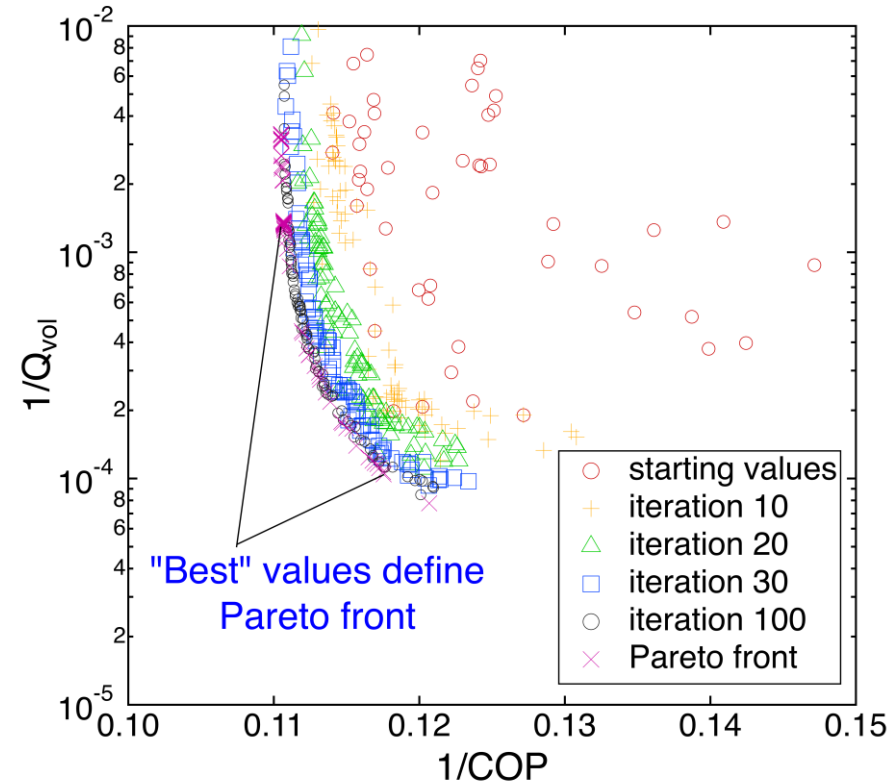 10^-2
8
6
4
2
10^-3
8
6
4
2
10^-4
8
6
4
2
10^-5
1/Q_vol
"Best" values define
Pareto front
starting values
iteration 10
iteration 20
iteration 30
iteration 100
Pareto front
0.10 0.11 0.12 0.13 0.14 0.15
1/COP